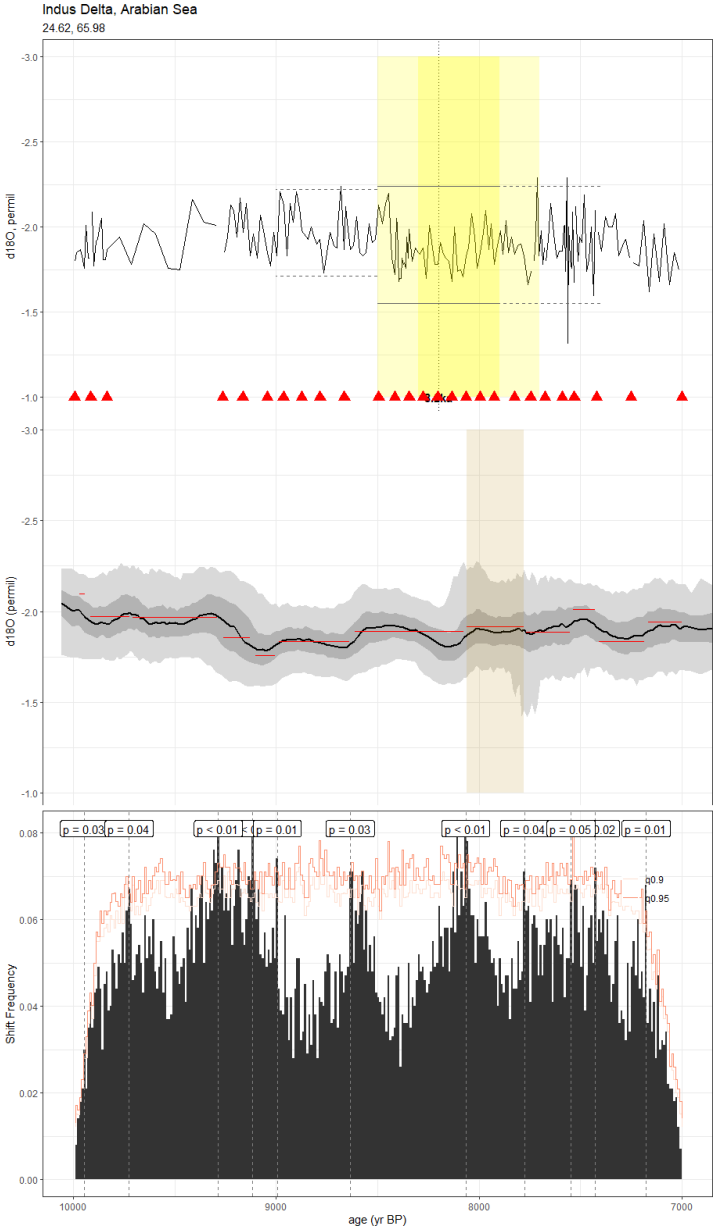 Indus Delta, Arabian Sea
24.62, 65.98
-3.0
-2.5
-2.0
-1.5
-1.0
d18O, permil
-3.0
-2.5
-2.0
-1.5
-1.0
d18O (permil)
p = 0.03 p = 0.04 p < 0.01 p = 0.01 p = 0.03 p < 0.01 p = 0.04 p = 0.05 0.02 p = 0.01
0.08
0.06
0.04
0.02
0.00
Shift Frequency
q0.9
q0.95
10000 9000 8000 7000
age (yr BP)